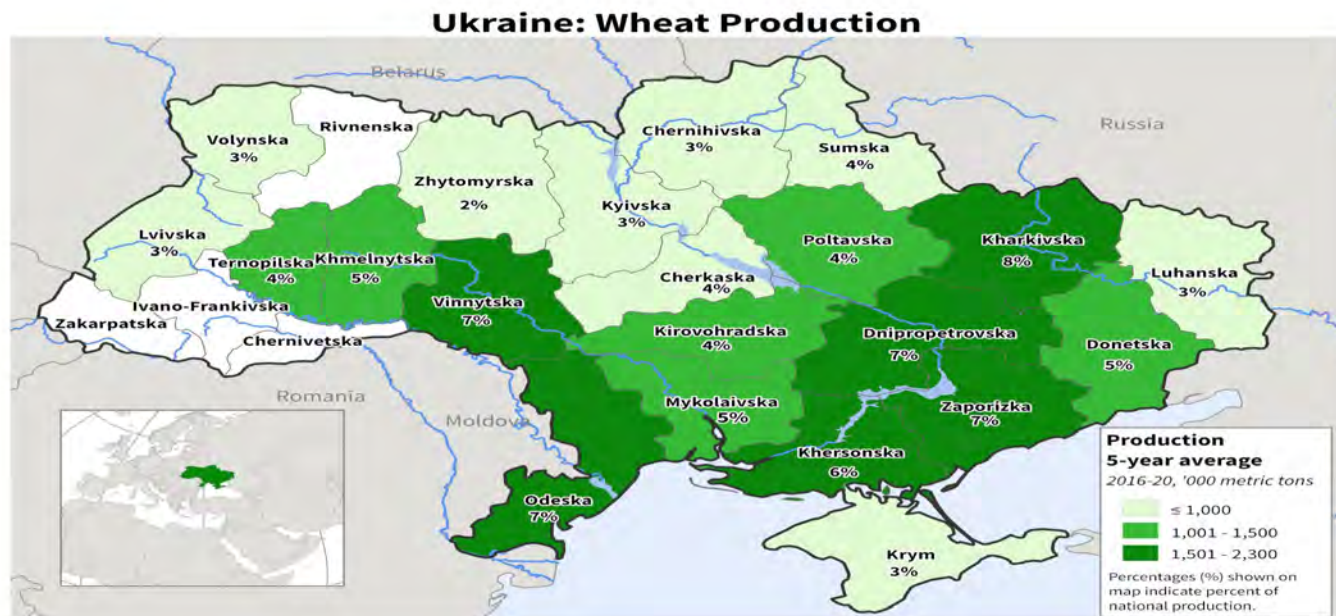 Ukraine: Wheat Production
Belarus
Russia
Volynska
3%
Rivnenska
Zhytomyrska
2%
Chernihivska
3%
Sumska
4%
Kyivska
3%
Lvivska
3%
Ternopilska
4%
Khmelnytska
5%
Poltavska
4%
Kharkivska
8%
Luhanska
3%
Cherkaska
4%
Vinnytska
7%
Ivano-Frankivska
Zakarpatska
Chernivetska
Kirovohradska
4%
Dnipropetrovska
7%
Donetska
5%
Romania
Moldova
Mykolaivska
5%
Zaporizka
7%
Khersonska
6%
Odeska
7%
Krym
3%
Production
5-year average
2016-20, '000 metric tons
≤ 1,000
1,001 - 1,500
1,501 - 2,300
Percentages (%) shown on
map indicate percent of
national production.